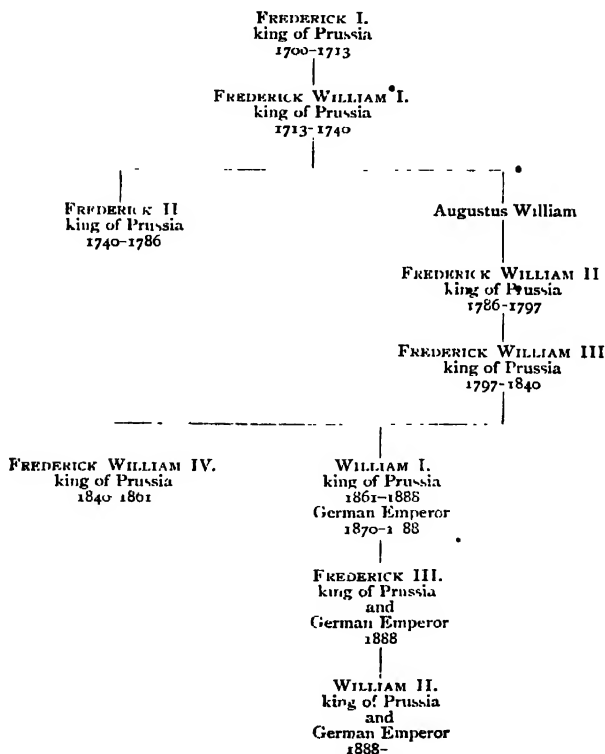 FREDERICK I.
king of Prussia
1700–1713
FREDERICK WILLIAM I.
king of Prussia
1713–1740
FREDERICK II
king of Prussia
1740–1786
Augustus William
FREDERICK WILLIAM II
king of Prussia
1786–1797
FREDERICK WILLIAM III
king of Prussia
1797–1840
FREDERICK WILLIAM IV.
king of Prussia
1840 1861
WILLIAM I.
king of Prussia
1861–1888
German Emperor
1870–1 88
FREDERICK III.
king of Prussia
and
German Emperor
1888
WILLIAM II.
king of Prussia
and
German Emperor
1888–